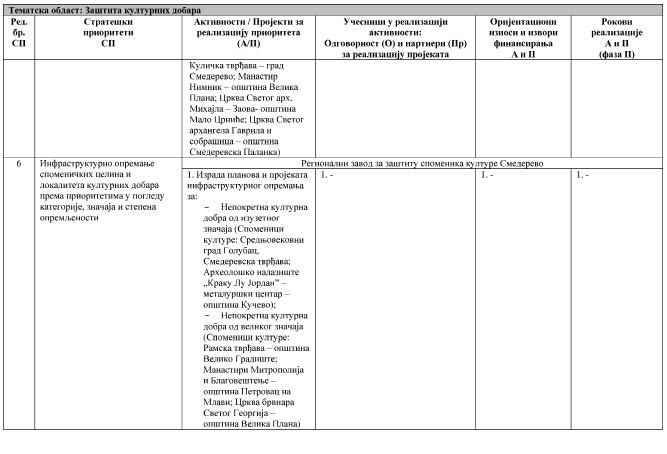 Тематска област: Заштита културних добара
Ред.
бр.
СП
Стратешки
приоритети
СП
Активности / Пројекти за
реализацију приоритета
(А/П)
Учесници у реализацији
активности:
Одговорност (О) и партнери (Пр)
за реализацију пројеката
Оријентациони
износи и извори
финансирања
А и П
Рокови
реализације
А и П
(фаза II)
Куличка тврђава – град
Смедерево; Манастир
Нимник – општина Велика
Плана; Црква Светог арх.
Михајла – Заова- општина
Мало Црниће; Црква Светог
архангела Гаврила и
собрашица – општина
Смедеревска Паланка)
6
Инфраструктурно опремање
споменичких целина и
локалитета културних добара
према приоритетима у погледу
категорије, значаја и степена
опремљености
Регионални завод за заштиту споменика културе Смедерево
1. Израда планова и пројеката
инфраструктурног опремања
за:
– Непокретна културна
добра од изузетног
значаја (Споменици
културе: Средњовековни
град Голубац,
Смедеревска тврђава;
Археолошко налазиште
„Краку Лу Јордан” –
металуршки центар –
општина Кучево);
– Непокретна културна
добра од великог значаја
(Споменици културе:
Рамска тврђава – општина
Велико Градиште;
Манастири Митрополија
и Благовештење –
општина Петровац на
Млави; Црква брвнара
Светог Георгија –
општина Велика Плана)
1. -
1. -
1. -